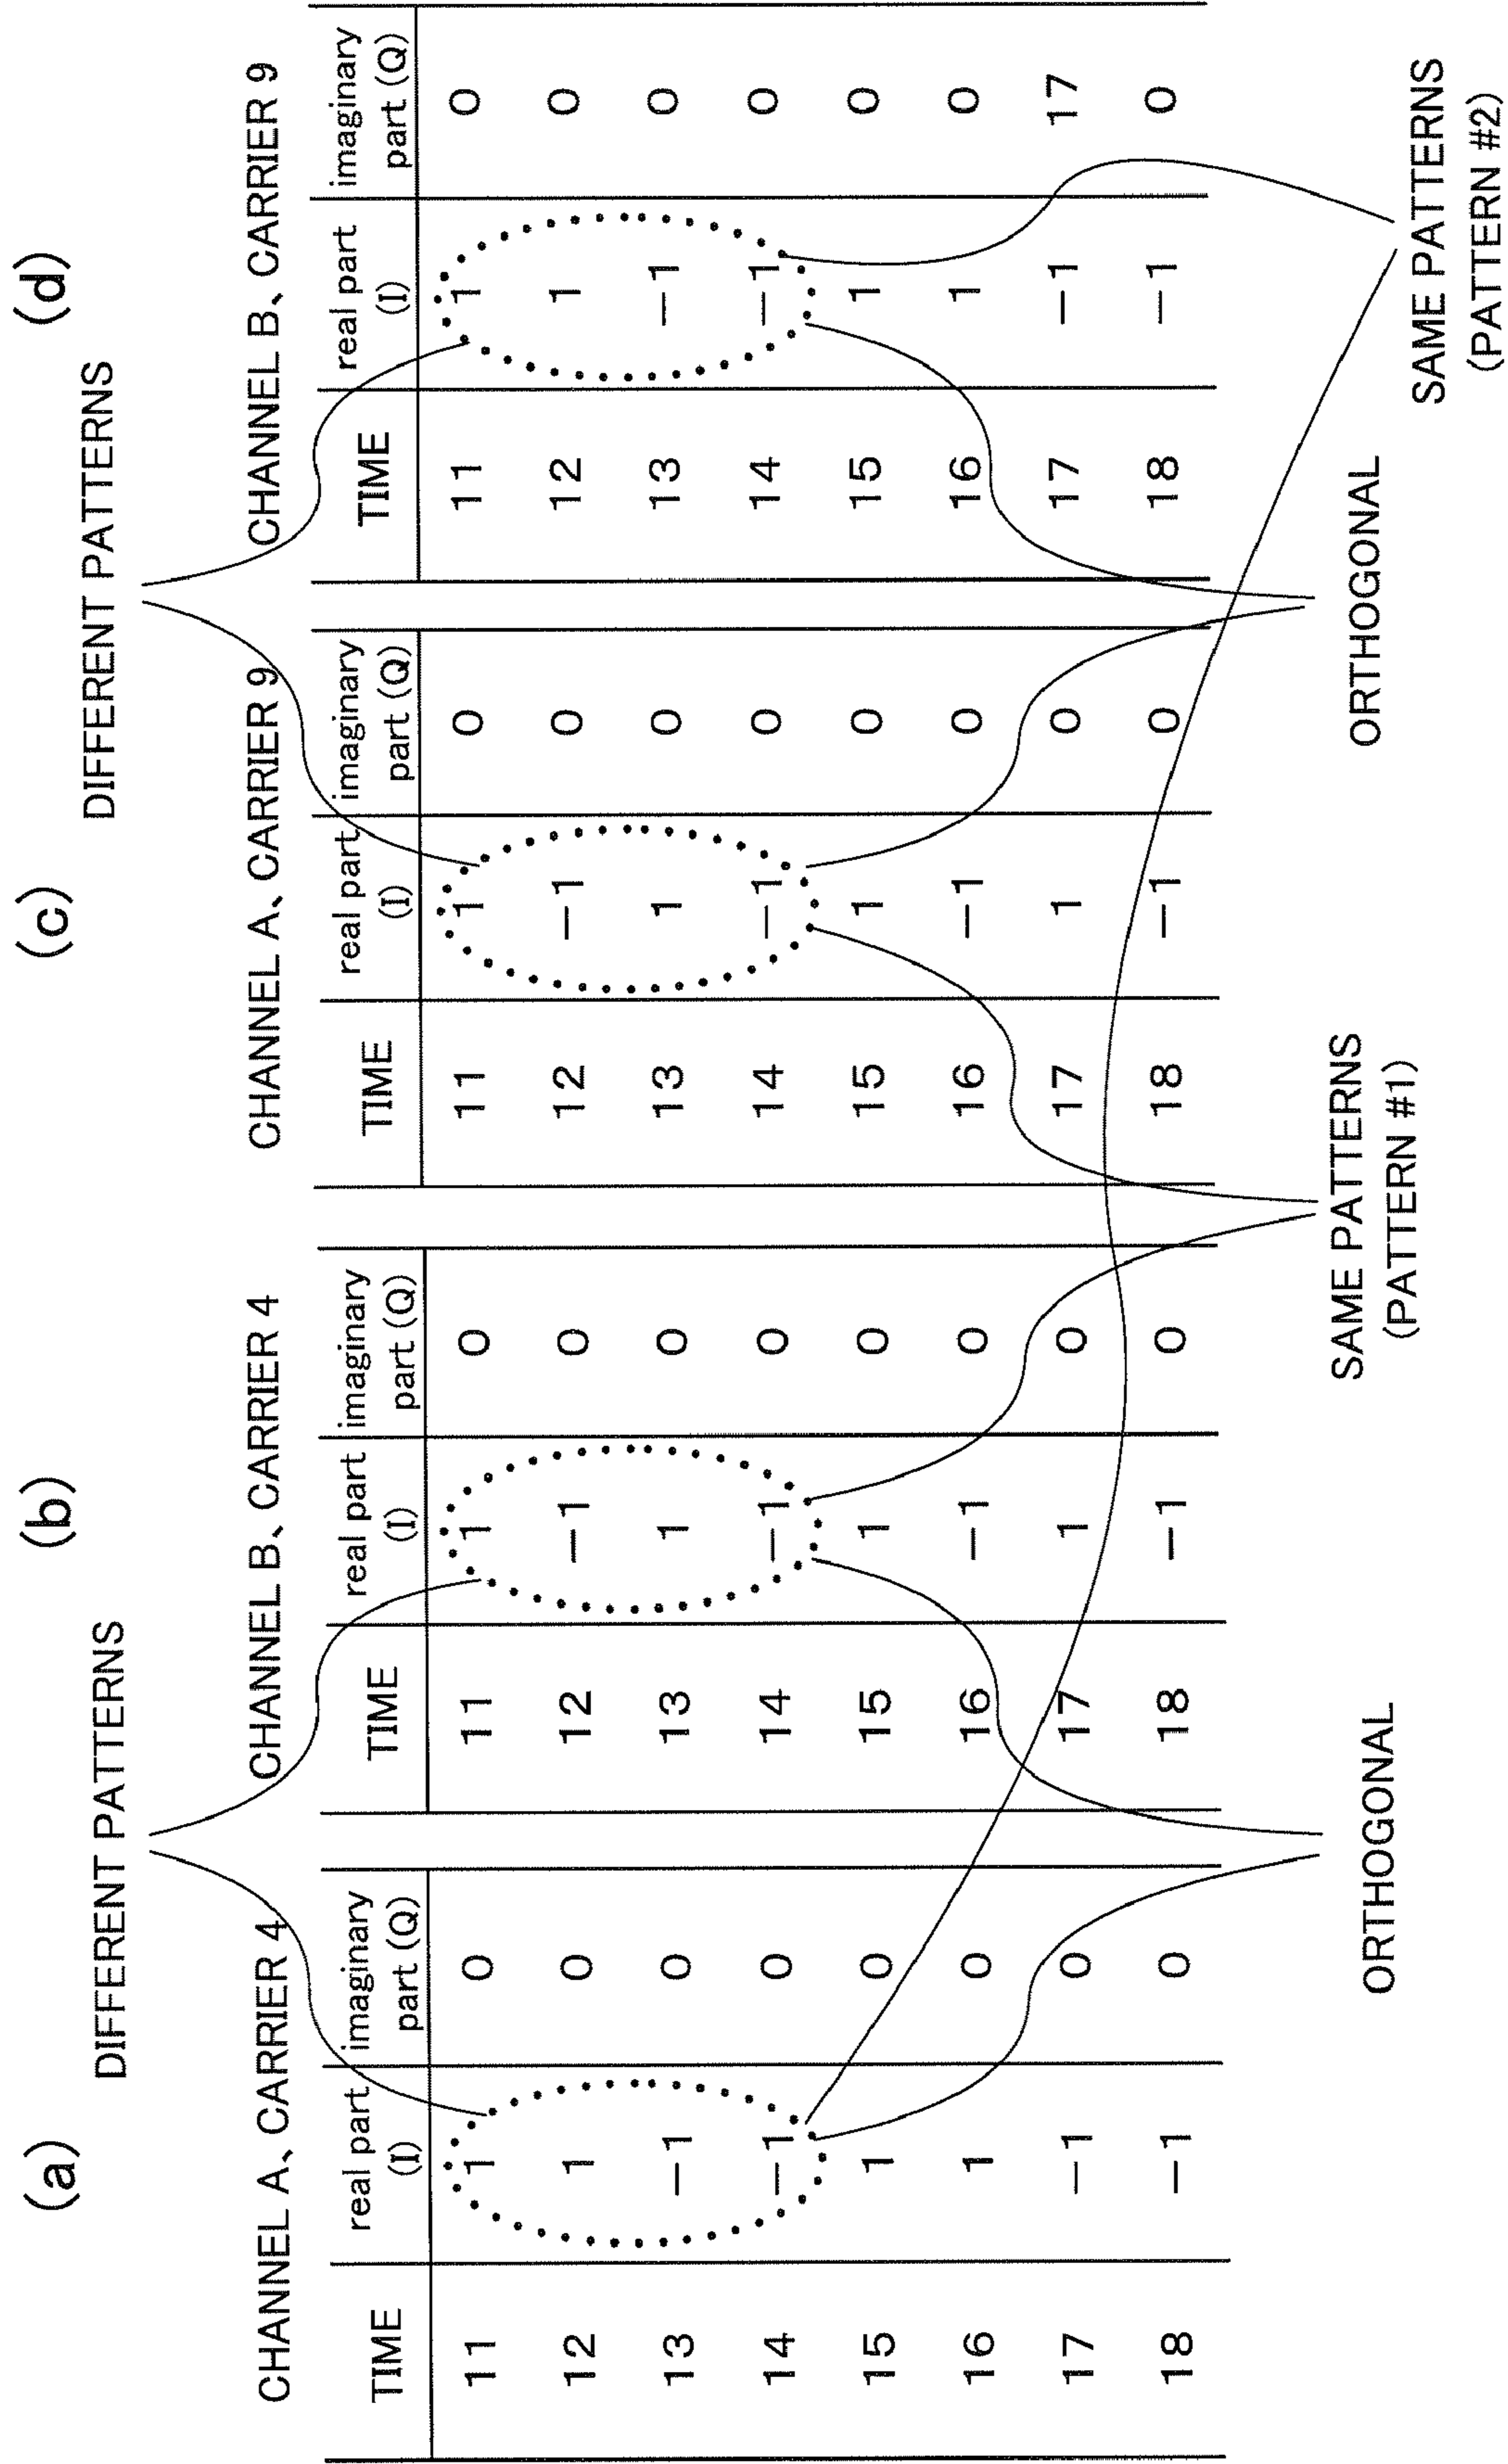 (a)
(b)
(c)
(d)
DIFFERENT PATTERNS
DIFFERENT PATTERNS
CHANNEL A、CARRIER 4
TIME real part (I) imaginary part (Q)
11 1 0
12 1 0
13 −1 0
14 −1 0
15 1 0
16 1 0
17 −1 0
18 −1 0
CHANNEL B、CARRIER 4
TIME real part (I) imaginary part (Q)
11 1 0
12 −1 0
13 1 0
14 −1 0
15 1 0
16 −1 0
17 1 0
18 −1 0
CHANNEL A、CARRIER 9
TIME real part (I) imaginary part (Q)
11 1 0
12 −1 0
13 1 0
14 −1 0
15 1 0
16 −1 0
17 1 0
18 −1 0
CHANNEL B、CARRIER 9
TIME real part (I) imaginary part (Q)
11 1 0
12 1 0
13 −1 0
14 −1 0
15 1 0
16 1 0
17 −1 17
18 −1 0
ORTHOGONAL
SAME PATTERNS
(PATTERN #1)
ORTHOGONAL
SAME PATTERNS
(PATTERN #2)